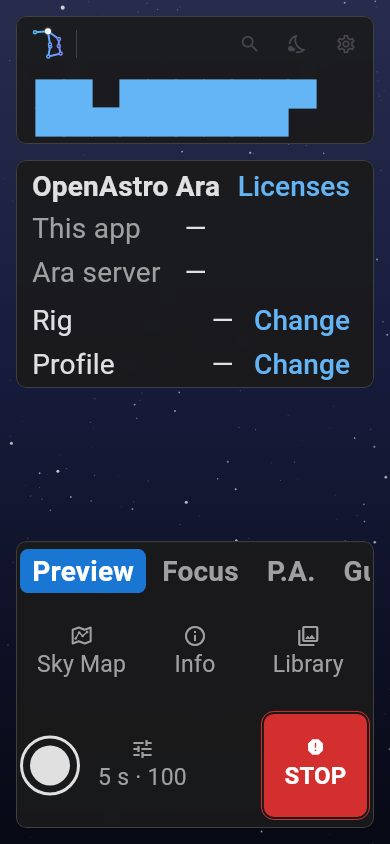 OpenAstro Ara Licenses
This app —
Ara server —
Rig — Change
Profile — Change
Preview Focus P.A.
Sky Map Info Library
5 s · 100
STOP